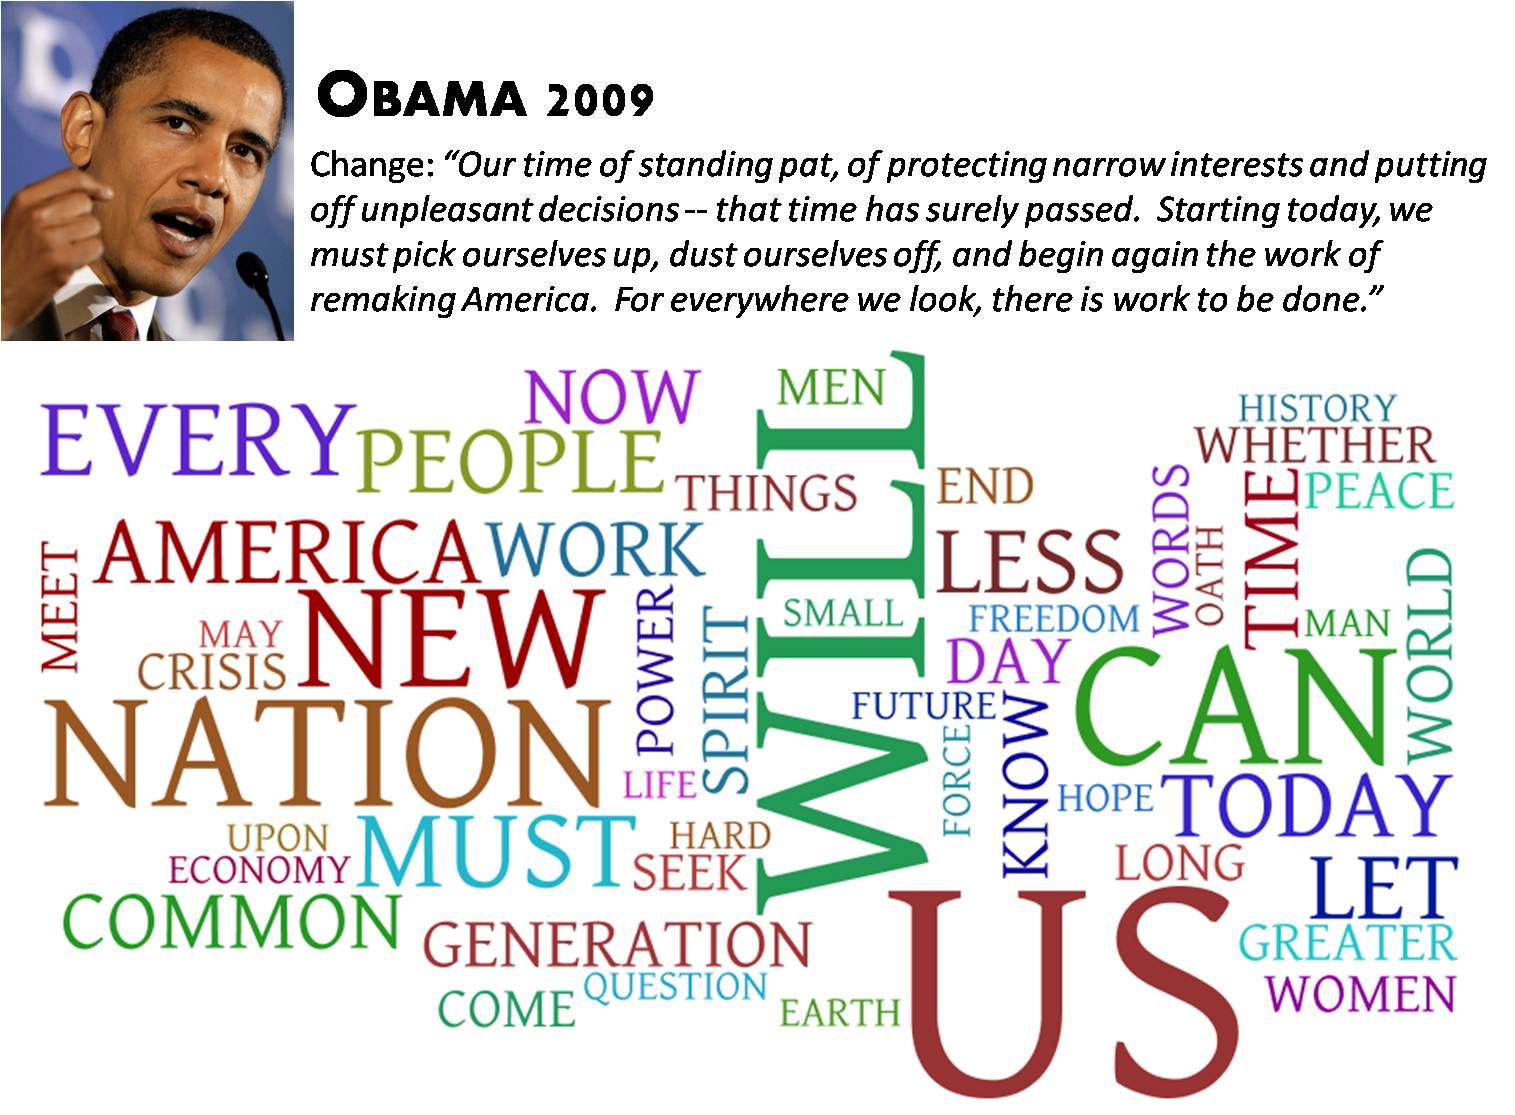 OBAMA 2009
Change: “Our time of standing pat, of protecting narrow interests and putting
off unpleasant decisions -- that time has surely passed.  Starting today, we
must pick ourselves up, dust ourselves off, and begin again the work of
remaking America.  For everywhere we look, there is work to be done.”
NOW
MEN
HISTORY
EVERY
PEOPLE
WHETHER
THINGS
END
WORDS
TIME
PEACE
AMERICA
WORK
WILL
LESS
OATH
MEET
NEW
POWER
SPIRIT
SMALL
FREEDOM
MAN
WORLD
MAY
CRISIS
DAY
CAN
NATION
FUTURE
KNOW
FORCE
LIFE
HOPE
TODAY
UPON
MUST
HARD
ECONOMY
SEEK
LONG
LET
COMMON
GENERATION
US
GREATER
QUESTION
WOMEN
COME
EARTH